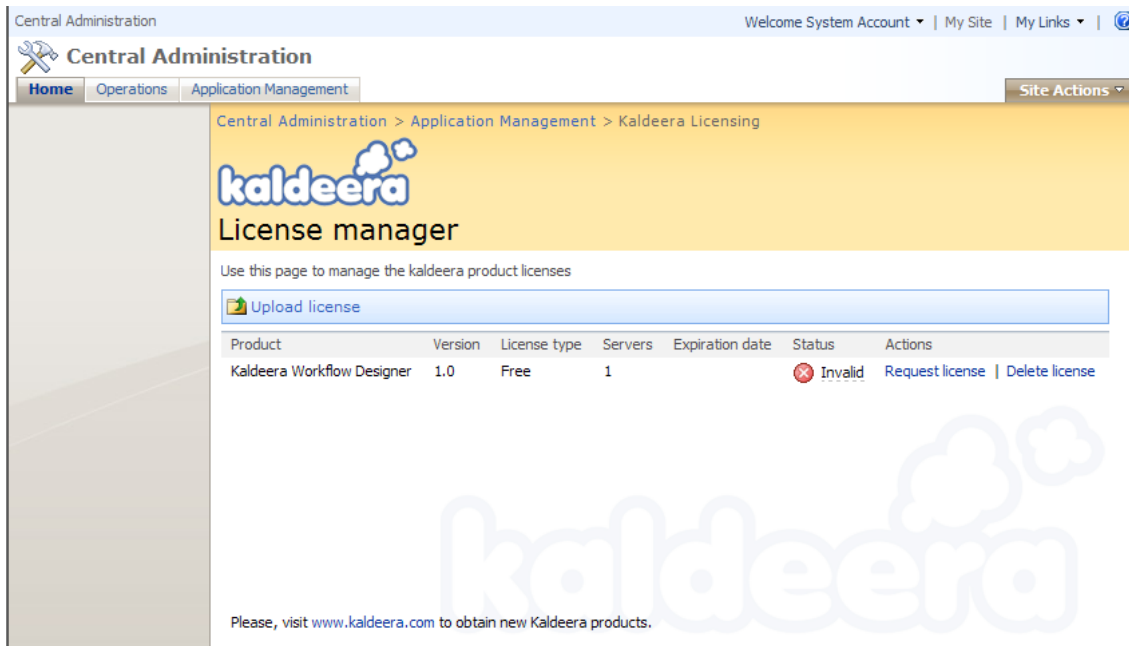 Central Administration
Welcome System Account | My Site | My Links |
Central Administration
Home Operations Application Management
Site Actions
Central Administration > Application Management > Kaldeera Licensing
kaldeera
License manager
Use this page to manage the kaldeera product licenses
Upload license
Product Version License type Servers Expiration date Status Actions
Kaldeera Workflow Designer 1.0 Free 1 Invalid Request license | Delete license
kaldeera
Please, visit www.kaldeera.com to obtain new Kaldeera products.